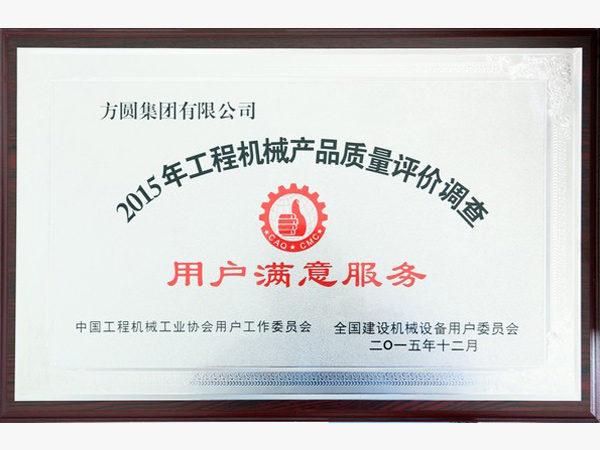 方圆集团有限公司
2015年工程机械产品质量评价调查
★CAQ★CMC★
用户满意服务
中国工程机械工业协会用户工作委员会 全国建设机械设备用户委员会
二O一五年十二月